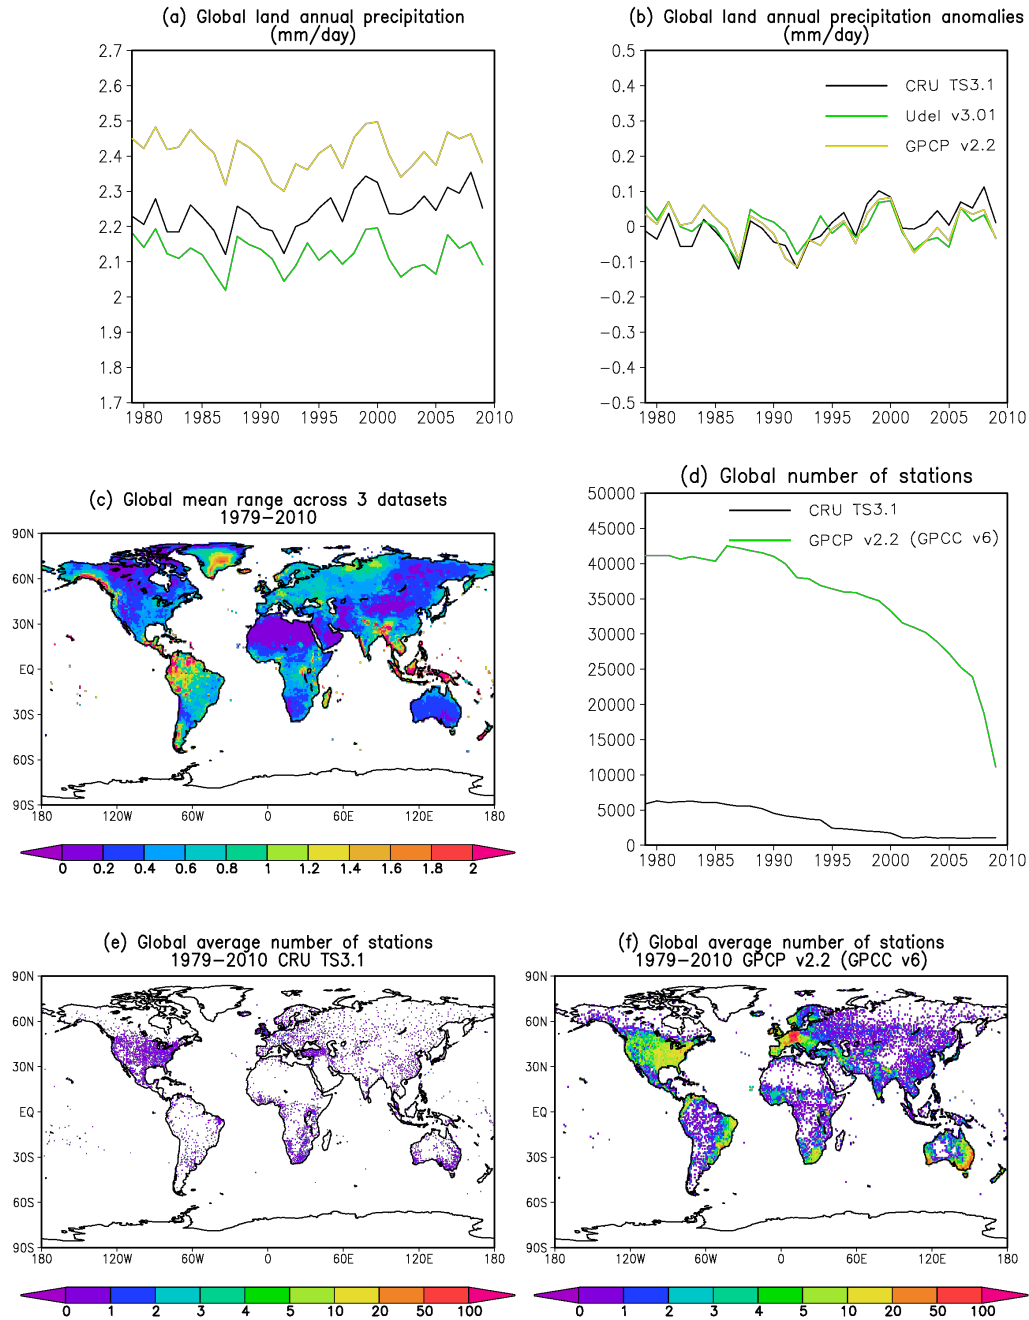 (a) Global land annual precipitation
(mm/day)
2.7
2.6
2.5
2.4
2.3
2.2
2.1
2
1.9
1.8
1.7
1980 1985 1990 1995 2000 2005 2010
(b) Global land annual precipitation anomalies
(mm/day)
0.5
0.4
0.3
0.2
0.1
0
−0.1
−0.2
−0.3
−0.4
−0.5
CRU TS3.1
Udel v3.01
GPCP v2.2
1980 1985 1990 1995 2000 2005 2010
(c) Global mean range across 3 datasets
1979−2010
90N
60N
30N
EQ
30S
60S
90S
180 120W 60W 0 60E 120E 180
0 0.2 0.4 0.6 0.8 1 1.2 1.4 1.6 1.8 2
(d) Global number of stations
50000
45000
40000
35000
30000
25000
20000
15000
10000
5000
0
CRU TS3.1
GPCP v2.2 (GPCC v6)
1980 1985 1990 1995 2000 2005 2010
(e) Global average number of stations
1979−2010 CRU TS3.1
90N
60N
30N
EQ
30S
60S
90S
180 120W 60W 0 60E 120E 180
0 1 2 3 4 5 10 20 50 100
(f) Global average number of stations
1979−2010 GPCP v2.2 (GPCC v6)
90N
60N
30N
EQ
30S
60S
90S
180 120W 60W 0 60E 120E 180
0 1 2 3 4 5 10 20 50 100